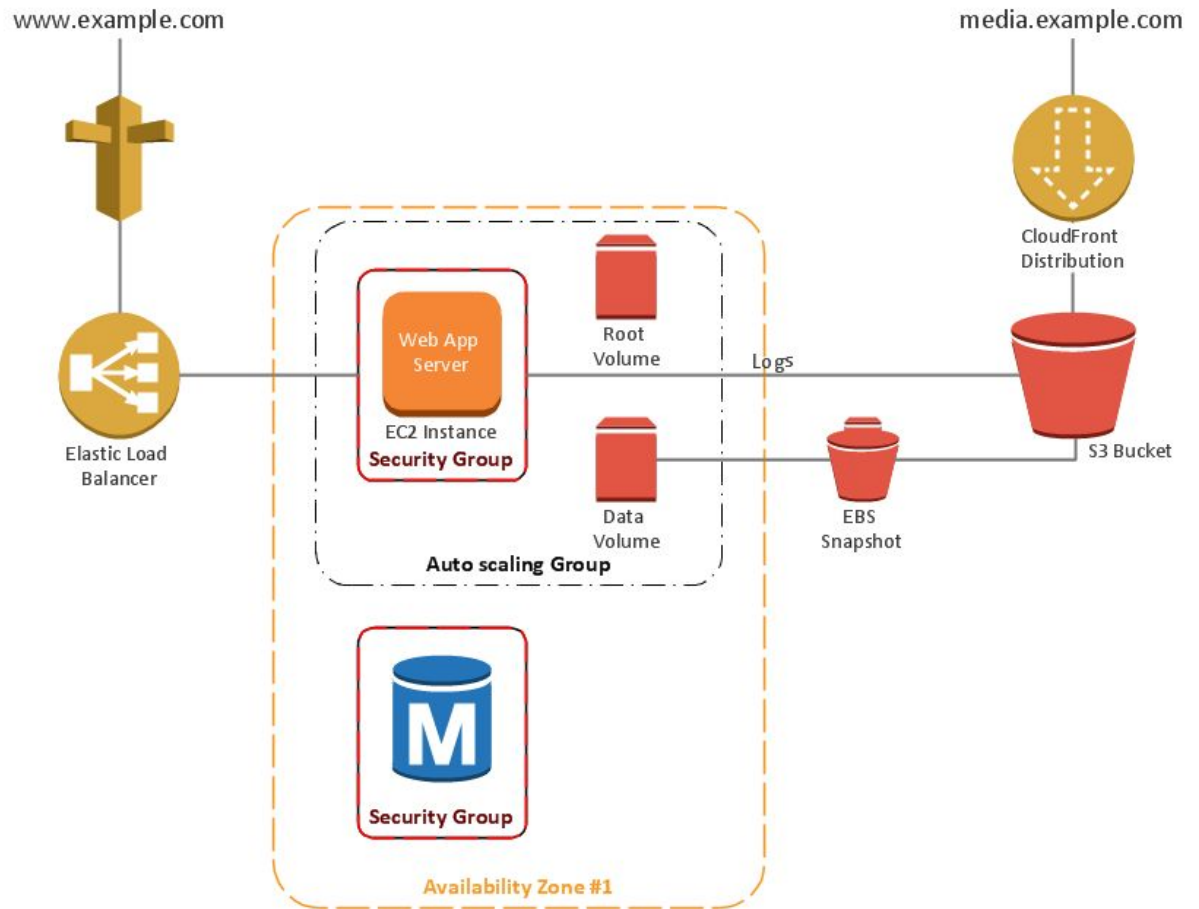 www.example.com
media.example.com
CloudFront
Distribution
Web App
Server
Root
Volume
Logs
EC2 Instance
Security Group
Elastic Load
Balancer
S3 Bucket
Data
Volume
EBS
Snapshot
Auto scaling Group
M
Security Group
Availability Zone #1